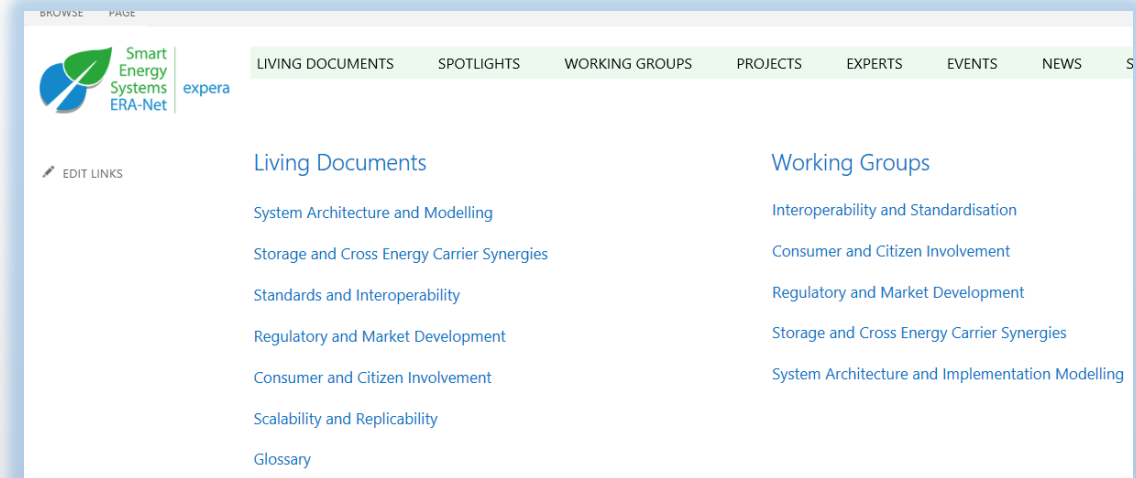 BROWSE PAGE
Smart
Energy
Systems
ERA-Net
expera
LIVING DOCUMENTS SPOTLIGHTS WORKING GROUPS PROJECTS EXPERTS EVENTS NEWS S
EDIT LINKS
Living Documents
System Architecture and Modelling
Storage and Cross Energy Carrier Synergies
Standards and Interoperability
Regulatory and Market Development
Consumer and Citizen Involvement
Scalability and Replicability
Glossary
Working Groups
Interoperability and Standardisation
Consumer and Citizen Involvement
Regulatory and Market Development
Storage and Cross Energy Carrier Synergies
System Architecture and Implementation Modelling